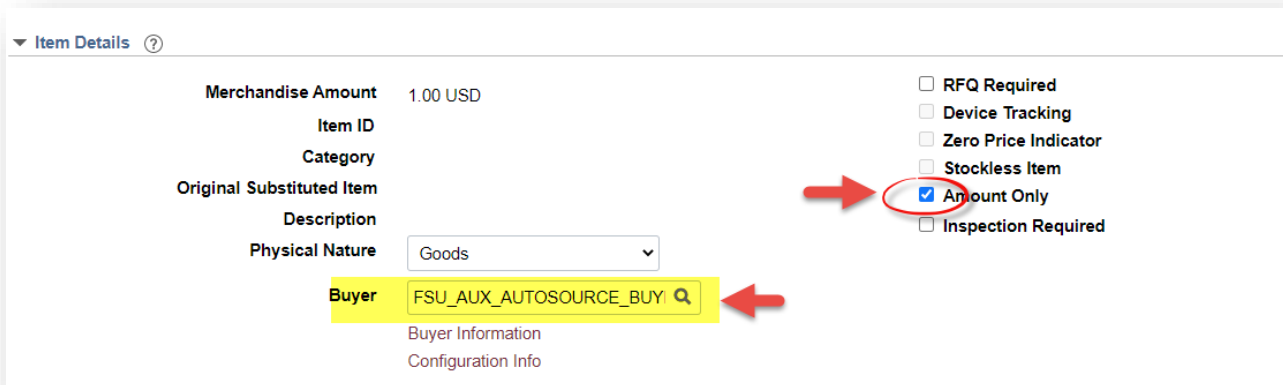 Item Details ?
Merchandise Amount 1.00 USD
Item ID
Category
Original Substituted Item
Description
Physical Nature Goods
Buyer FSU_AUX_AUTOSOURCE_BUY
Buyer Information
Configuration Info
RFQ Required
Device Tracking
Zero Price Indicator
Stockless Item
Amount Only
Inspection Required